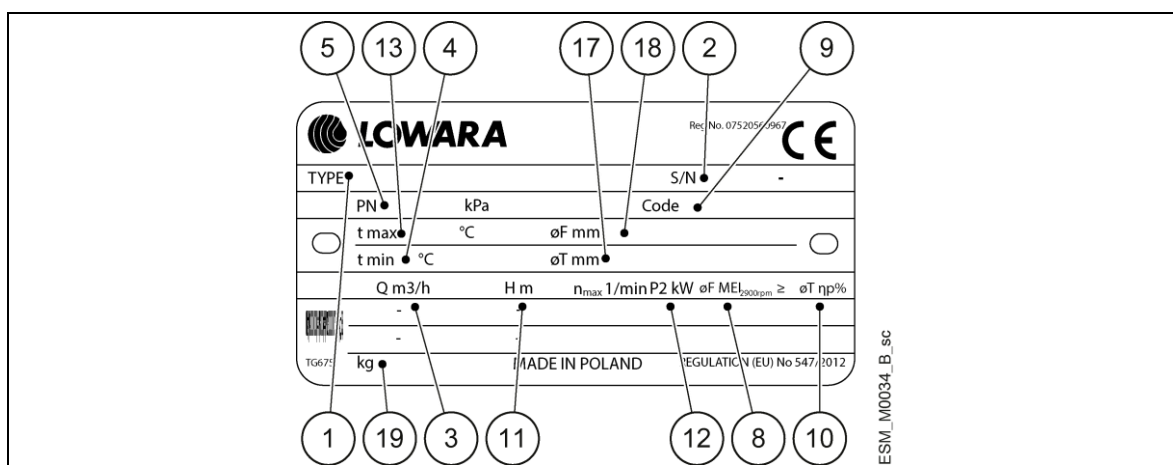 5 13 4 17 18 2 9
LOWARA
Reg No. 07520560967
CE
TYPE S/N -
PN kPa Code
t max °C øF mm
t min °C øT mm
Q m3/h H m nmax 1/min P2 kW øF MEI2900rpm ≥ øT ηp%
- -
- -
kg MADE IN POLAND REGULATION (EU) No 547/2012
1 19 3 11 12 8 10
ESM_M0034_B_sc